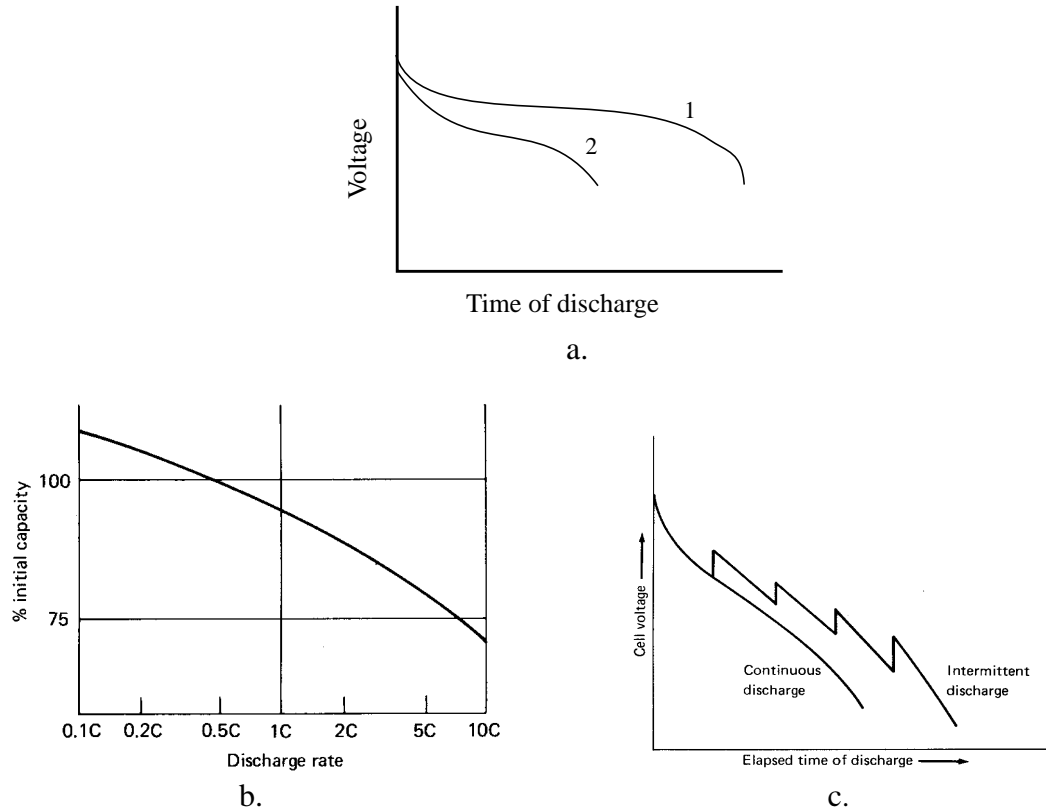 Voltage
1
2
Time of discharge
a.
% initial capacity
100
75
0.1C 0.2C 0.5C 1C 2C 5C 10C
Discharge rate
b.
Cell voltage
Continuous
discharge
Intermittent
discharge
Elapsed time of discharge
c.